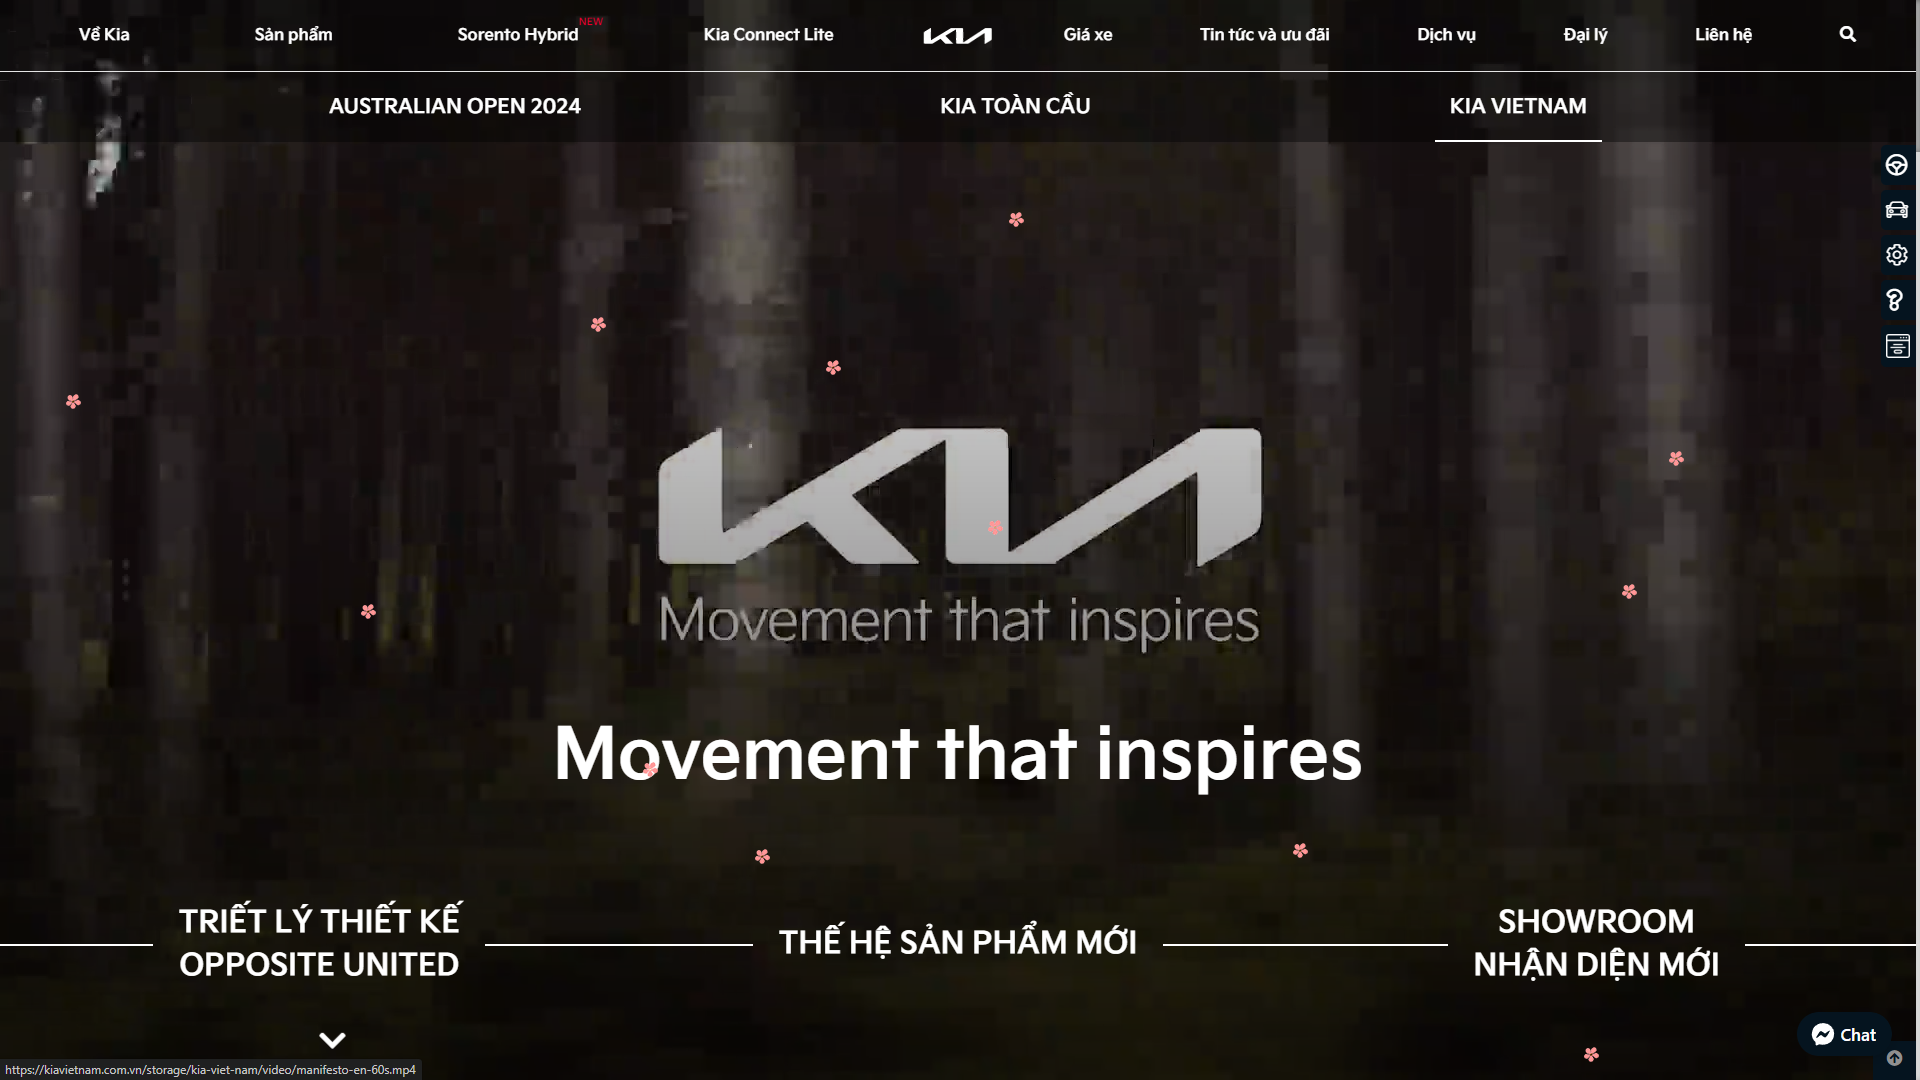 Về Kia
Sản phẩm
Sorento Hybrid
NEW
Kia Connect Lite
KIA
Giá xe
Tin tức và ưu đãi
Dịch vụ
Đại lý
Liên hệ
AUSTRALIAN OPEN 2024
KIA TOÀN CẦU
KIA VIETNAM
KIA
Movement that inspires
Movement that inspires
TRIẾT LÝ THIẾT KẾ
OPPOSITE UNITED
THẾ HỆ SẢN PHẨM MỚI
SHOWROOM
NHẬN DIỆN MỚI
Chat
https://kiavietnam.com.vn/storage/kia-viet-nam/video/manifesto-en-60s.mp4